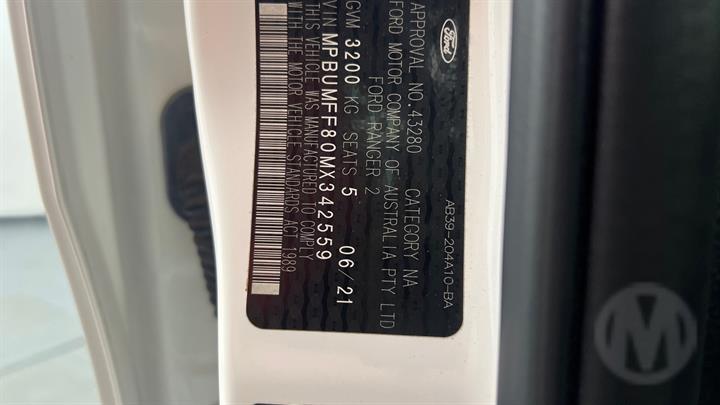 Ford
AB39-204A10-BA
APPROVAL NO.43280 CATEGORY NA
FORD MOTOR COMPANY OF AUSTRALIA PTY LTD
FORD RANGER 2
GVM 3200 KG SEATS 5 06/21
VIN MPBUMFF80MX342559
THIS VEHICLE WAS MANUFACTURED TO COMPLY
WITH THE MOTOR VEHICLE STANDARDS ACT 1989
M